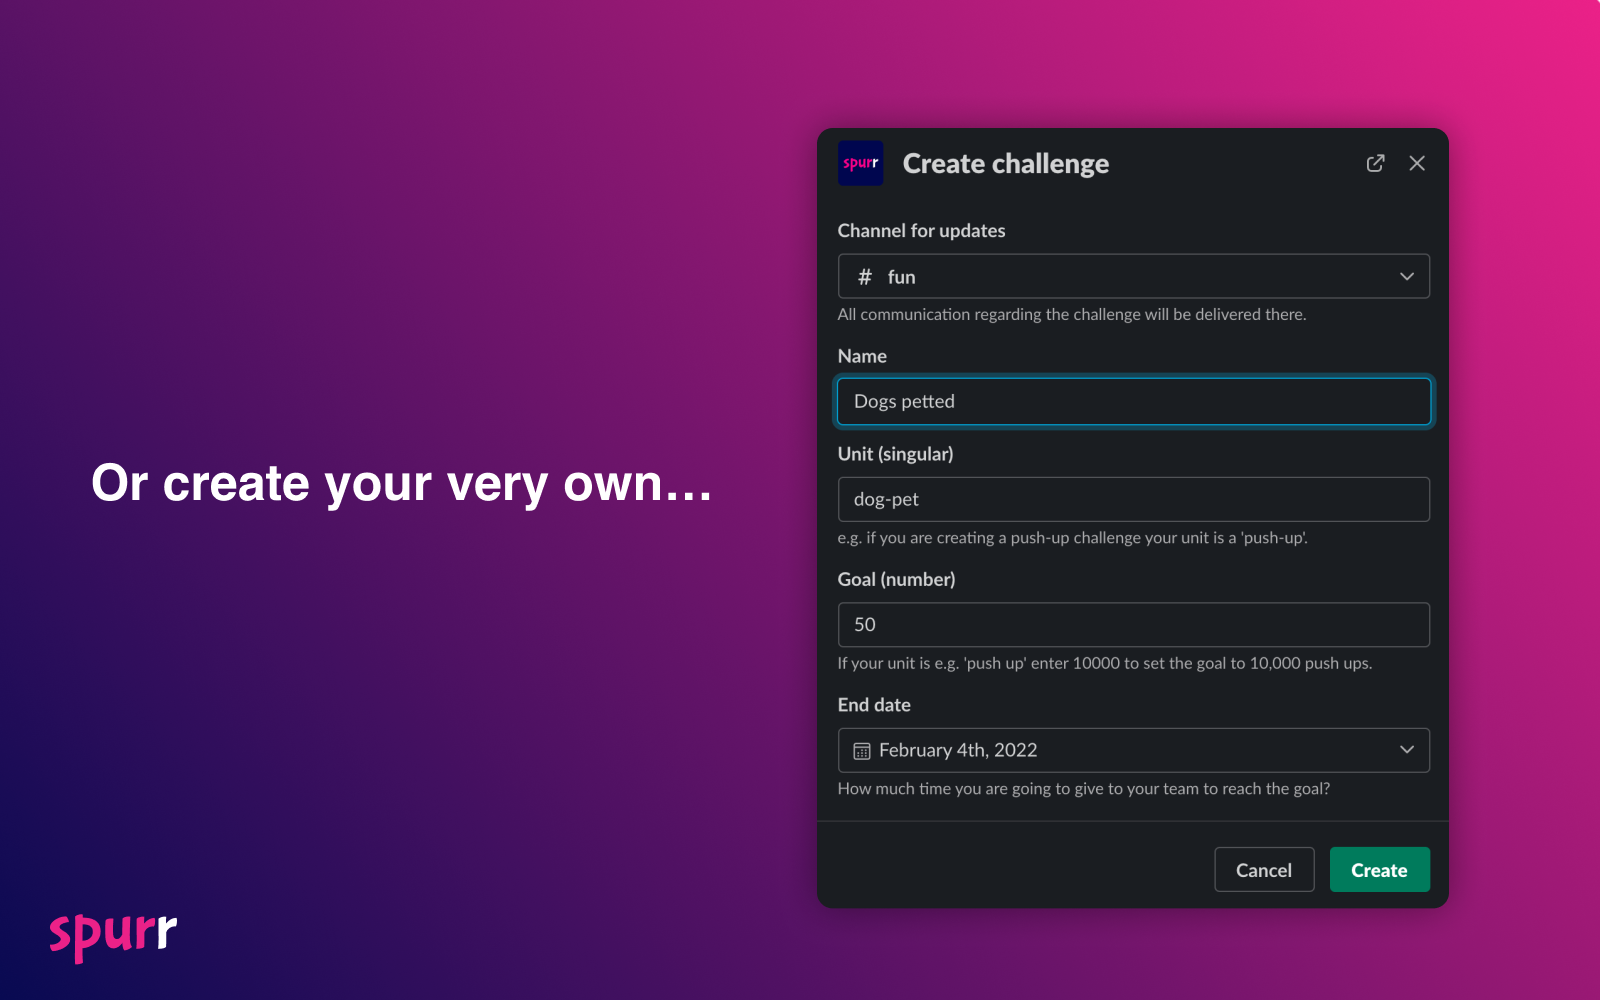 Or create your very own...
spurr
spurr
Create challenge
Channel for updates
# fun
All communication regarding the challenge will be delivered there.
Name
Dogs petted
Unit (singular)
dog-pet
e.g. if you are creating a push-up challenge your unit is a 'push-up'.
Goal (number)
50
If your unit is e.g. 'push up' enter 10000 to set the goal to 10,000 push ups.
End date
February 4th, 2022
How much time you are going to give to your team to reach the goal?
Cancel
Create